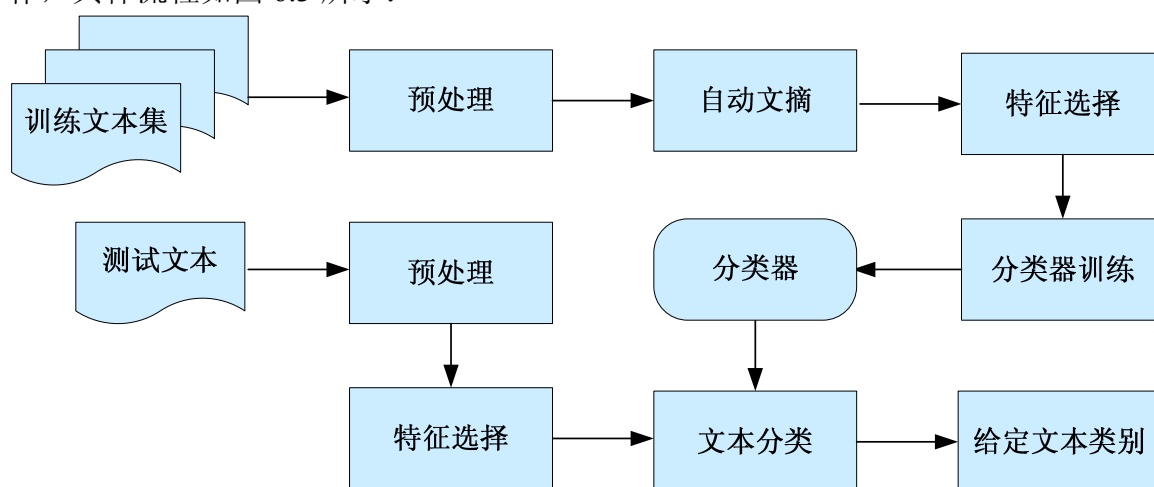 训练文本集
预处理
自动文摘
特征选择
测试文本
预处理
分类器
分类器训练
特征选择
文本分类
给定文本类别